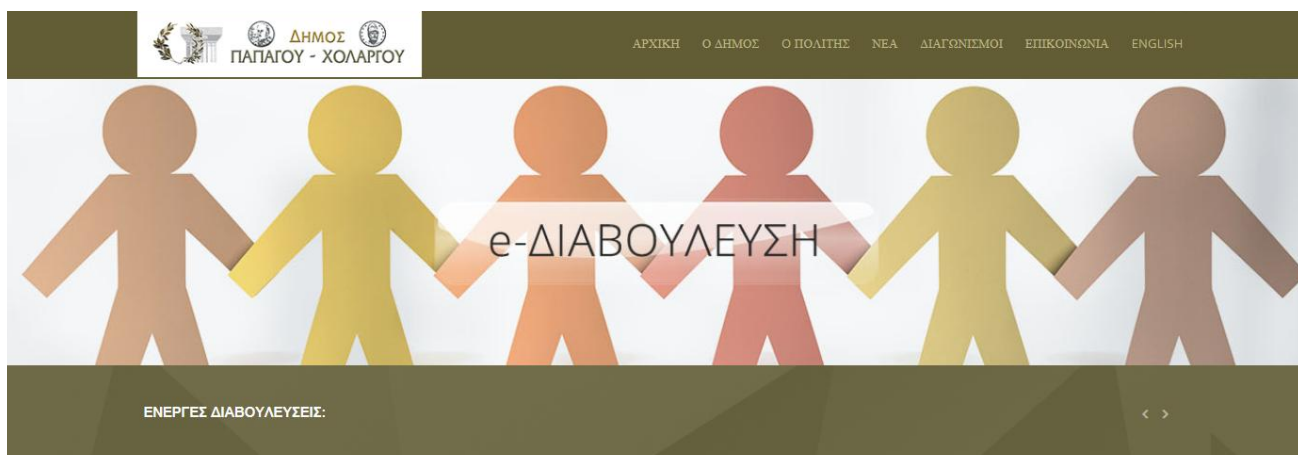 ΔΗΜΟΣ
ΠΑΠΑΓΟΥ - ΧΟΛΑΡΓΟΥ
ΑΡΧΙΚΗ Ο ΔΗΜΟΣ Ο ΠΟΛΙΤΗΣ ΝΕΑ ΔΙΑΓΩΝΙΣΜΟΙ ΕΠΙΚΟΙΝΩΝΙΑ ENGLISH
e-ΔΙΑΒΟΥΛΕΥΣΗ
ΕΝΕΡΓΕΣ ΔΙΑΒΟΥΛΕΥΣΕΙΣ: